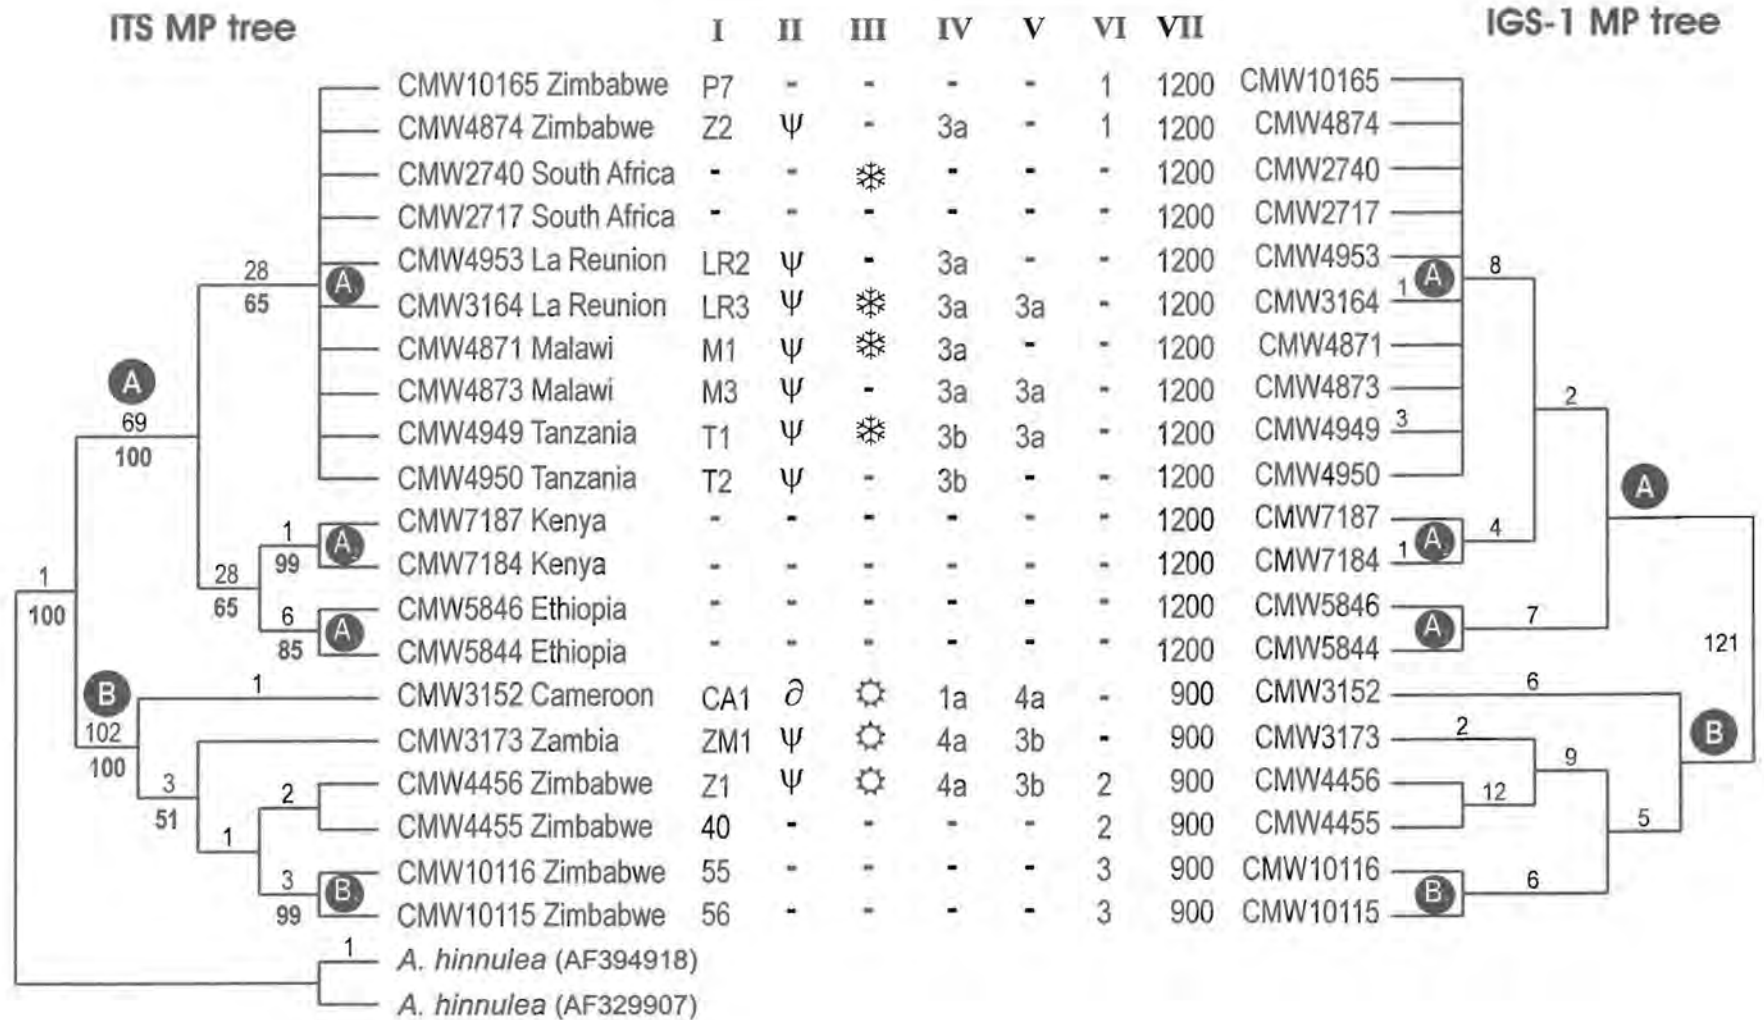 ITS MP tree I II III IV V VI VII IGS-1 MP tree
CMW10165 Zimbabwe P7 - - - - 1 1200 CMW10165
CMW4874 Zimbabwe Z2 Ψ - 3a - 1 1200 CMW4874
CMW2740 South Africa - - ❄ - - - 1200 CMW2740
CMW2717 South Africa - - - - - - 1200 CMW2717
28 CMW4953 La Reunion LR2 Ψ - 3a - - 1200 CMW4953 8
65 A CMW3164 La Reunion LR3 Ψ ❄ 3a 3a - 1200 CMW3164 1 A
CMW4871 Malawi M1 Ψ ❄ 3a - - 1200 CMW4871
A CMW4873 Malawi M3 Ψ - 3a 3a - 1200 CMW4873 2
69 CMW4949 Tanzania T1 Ψ ❄ 3b 3a - 1200 CMW4949 3
100 CMW4950 Tanzania T2 Ψ - 3b - - 1200 CMW4950 A
1 CMW7187 Kenya - - - - - - 1200 CMW7187 4
99 A CMW7184 Kenya - - - - - - 1200 CMW7184 1 A
1 28
100 65 6 CMW5846 Ethiopia - - - - - - 1200 CMW5846 7
85 A CMW5844 Ethiopia - - - - - - 1200 CMW5844 A 121
B 1 CMW3152 Cameroon CA1 ∂ ☼ 1a 4a - 900 CMW3152 6
102 CMW3173 Zambia ZM1 Ψ ☼ 4a 3b - 900 CMW3173 2 B
100 3 2 CMW4456 Zimbabwe Z1 Ψ ☼ 4a 3b 2 900 CMW4456 12 9
51 1 CMW4455 Zimbabwe 40 - - - - 2 900 CMW4455 5
3 CMW10116 Zimbabwe 55 - - - - 3 900 CMW10116 6
99 B CMW10115 Zimbabwe 56 - - - - 3 900 CMW10115 B
1 A. hinnulea (AF394918)
A. hinnulea (AF329907)